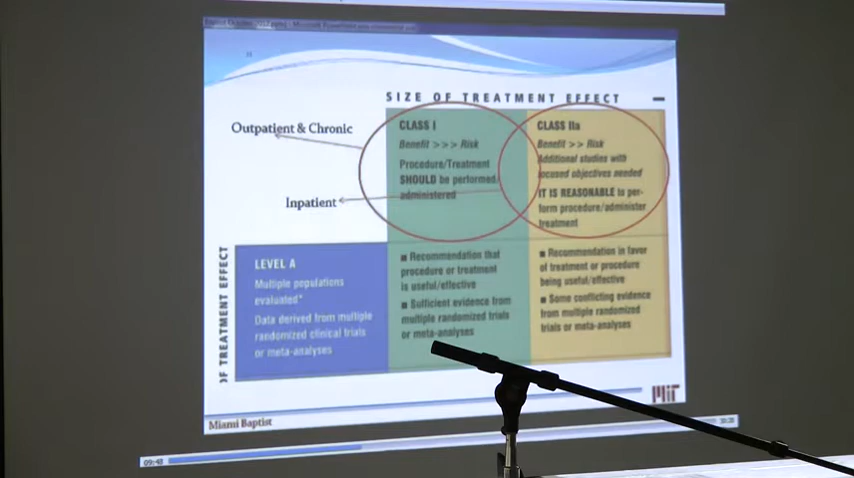 SIZE OF TREATMENT EFFECT
Outpatient & Chronic
Inpatient
CLASS I
Benefit > > > Risk
Procedure/Treatment
SHOULD be performed/
administered
CLASS IIa
Benefit > > Risk
Additional studies with
focused objectives needed
IT IS REASONABLE to per-
form procedure/administer
treatment
OF TREATMENT EFFECT
LEVEL A
Multiple populations
evaluated*
Data derived from multiple
randomized clinical trials
or meta-analyses
■ Recommendation that
procedure or treatment
is useful/effective
■ Sufficient evidence from
multiple randomized trials
or meta-analyses
■ Recommendation in favor
of treatment or procedure
being useful/effective
■ Some conflicting evidence
from multiple randomized
trials or meta-analyses
MIT
Miami Baptist
09:48